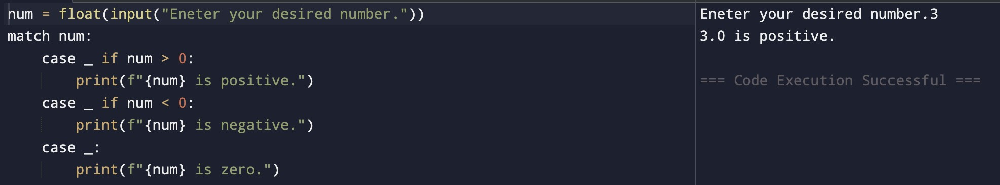 num = float(input("Eneter your desired number."))
match num:
    case _ if num > 0:
        print(f"{num} is positive.")
    case _ if num < 0:
        print(f"{num} is negative.")
    case _:
        print(f"{num} is zero.")
Eneter your desired number.3
3.0 is positive.
=== Code Execution Successful ===